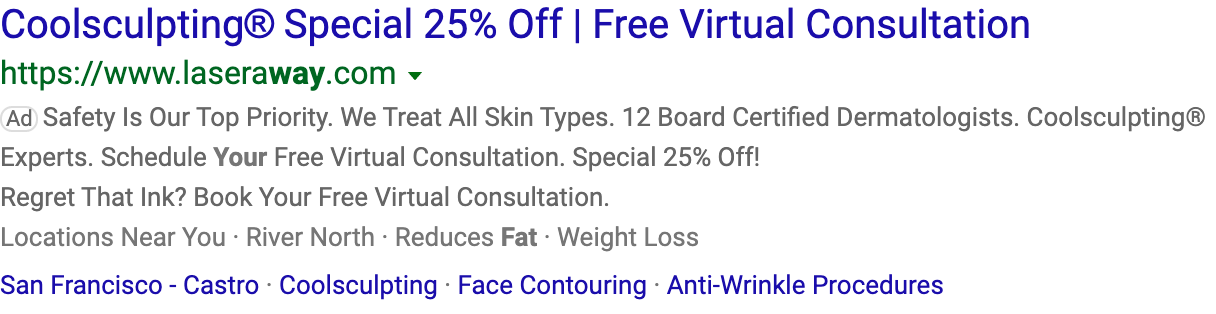 Coolsculpting® Special 25% Off | Free Virtual Consultation
https://www.laseraway.com
Ad Safety Is Our Top Priority. We Treat All Skin Types. 12 Board Certified Dermatologists. Coolsculpting®
Experts. Schedule Your Free Virtual Consultation. Special 25% Off!
Regret That Ink? Book Your Free Virtual Consultation.
Locations Near You · River North · Reduces Fat · Weight Loss
San Francisco - Castro · Coolsculpting · Face Contouring · Anti-Wrinkle Procedures